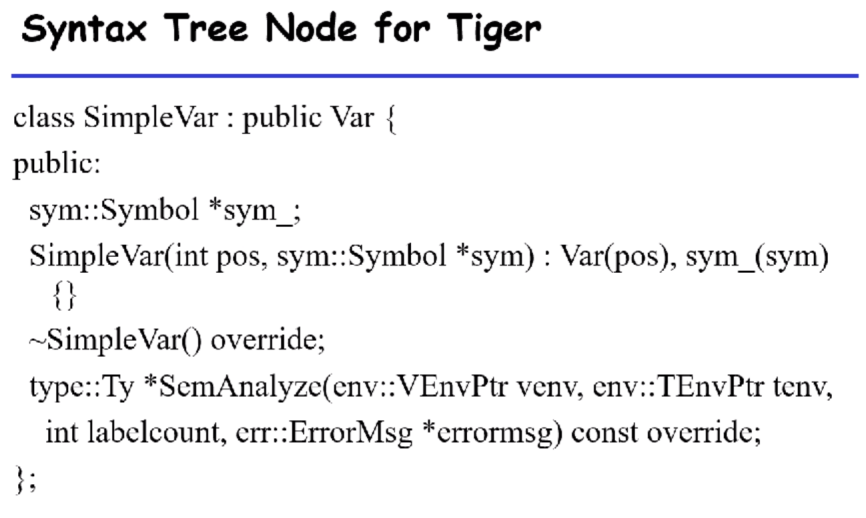 Syntax Tree Node for Tiger
class SimpleVar : public Var {
public:
sym::Symbol *sym_;
SimpleVar(int pos, sym::Symbol *sym) : Var(pos), sym_(sym)
{}
~SimpleVar() override;
type::Ty *SemAnalyze(env::VEnvPtr venv, env::TEnvPtr tenv,
int labelcount, err::ErrorMsg *errormsg) const override;
};